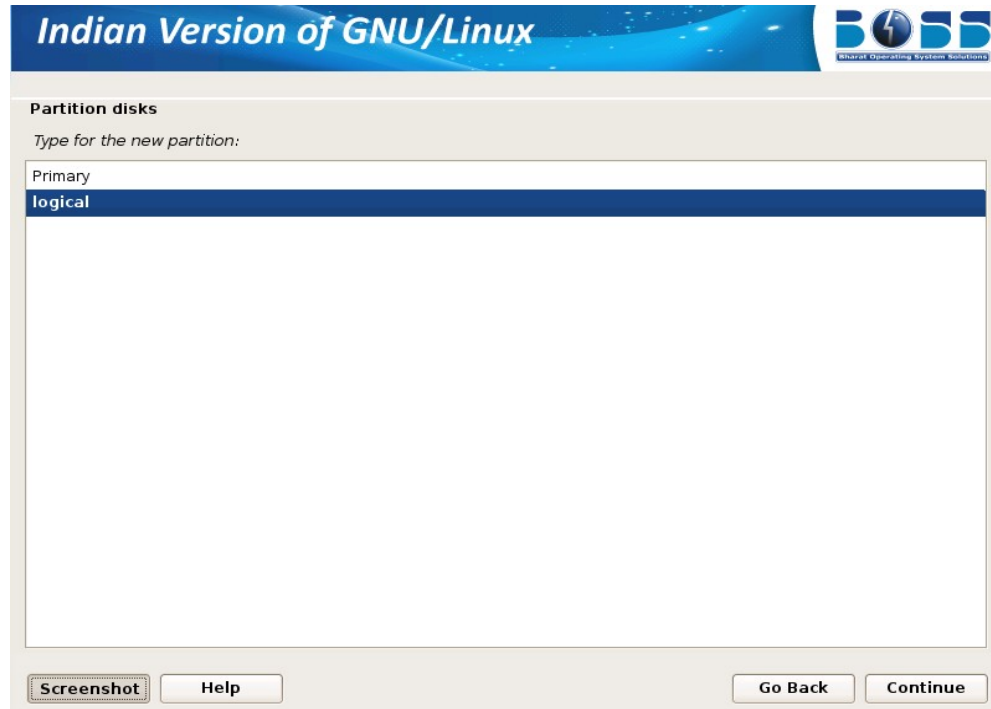 Indian Version of GNU/Linux
BOSS
Bharat Operating System Solutions
Partition disks
Type for the new partition:
Primary
logical
Screenshot Help Go Back Continue